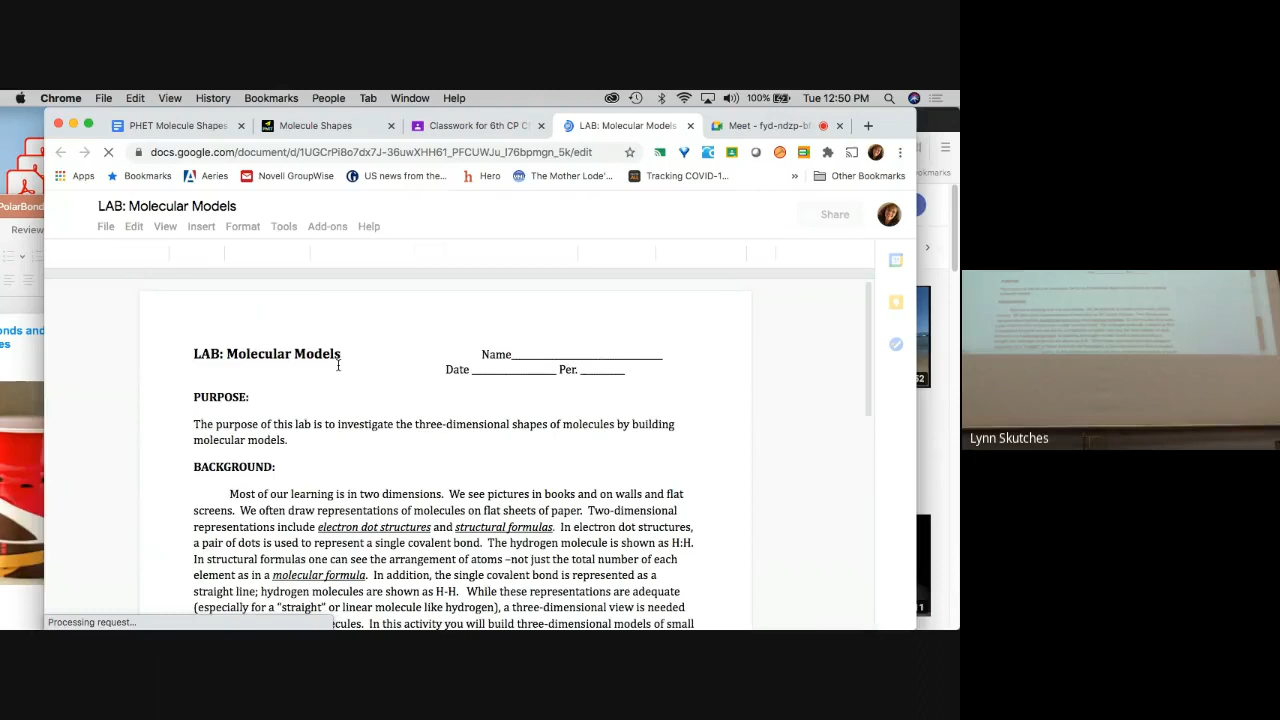 Chrome File Edit View History Bookmarks People Tab Window Help 100% Tue 12:50 PM
PHET Molecule Shapes
Molecule Shapes
Classwork for 6th CP C
LAB: Molecular Models
Meet - fyd-ndzp-bf
docs.google.com/document/d/1UGCrPi8o7dx7J-36uwXHH61_PFCUWJu_l76bpmgn_5k/edit
Apps Bookmarks Aeries Novell GroupWise US news from the... Hero The Mother Lode'... Tracking COVID-1... » Other Bookmarks
okmarks
LAB: Molecular Models
Share
PolarBond
File Edit View Insert Format Tools Add-ons Help
Review
onds and
es
LAB: Molecular Models Name
Date Per.
PURPOSE:
The purpose of this lab is to investigate the three-dimensional shapes of molecules by building
molecular models.
BACKGROUND:
Most of our learning is in two dimensions. We see pictures in books and on walls and flat
screens. We often draw representations of molecules on flat sheets of paper. Two-dimensional
representations include electron dot structures and structural formulas. In electron dot structures,
a pair of dots is used to represent a single covalent bond. The hydrogen molecule is shown as H:H.
In structural formulas one can see the arrangement of atoms –not just the total number of each
element as in a molecular formula. In addition, the single covalent bond is represented as a
straight line; hydrogen molecules are shown as H-H. While these representations are adequate
(especially for a “straight” or linear molecule like hydrogen), a three-dimensional view is needed
ecules. In this activity you will build three-dimensional models of small
Processing request...
Lynn Skutches